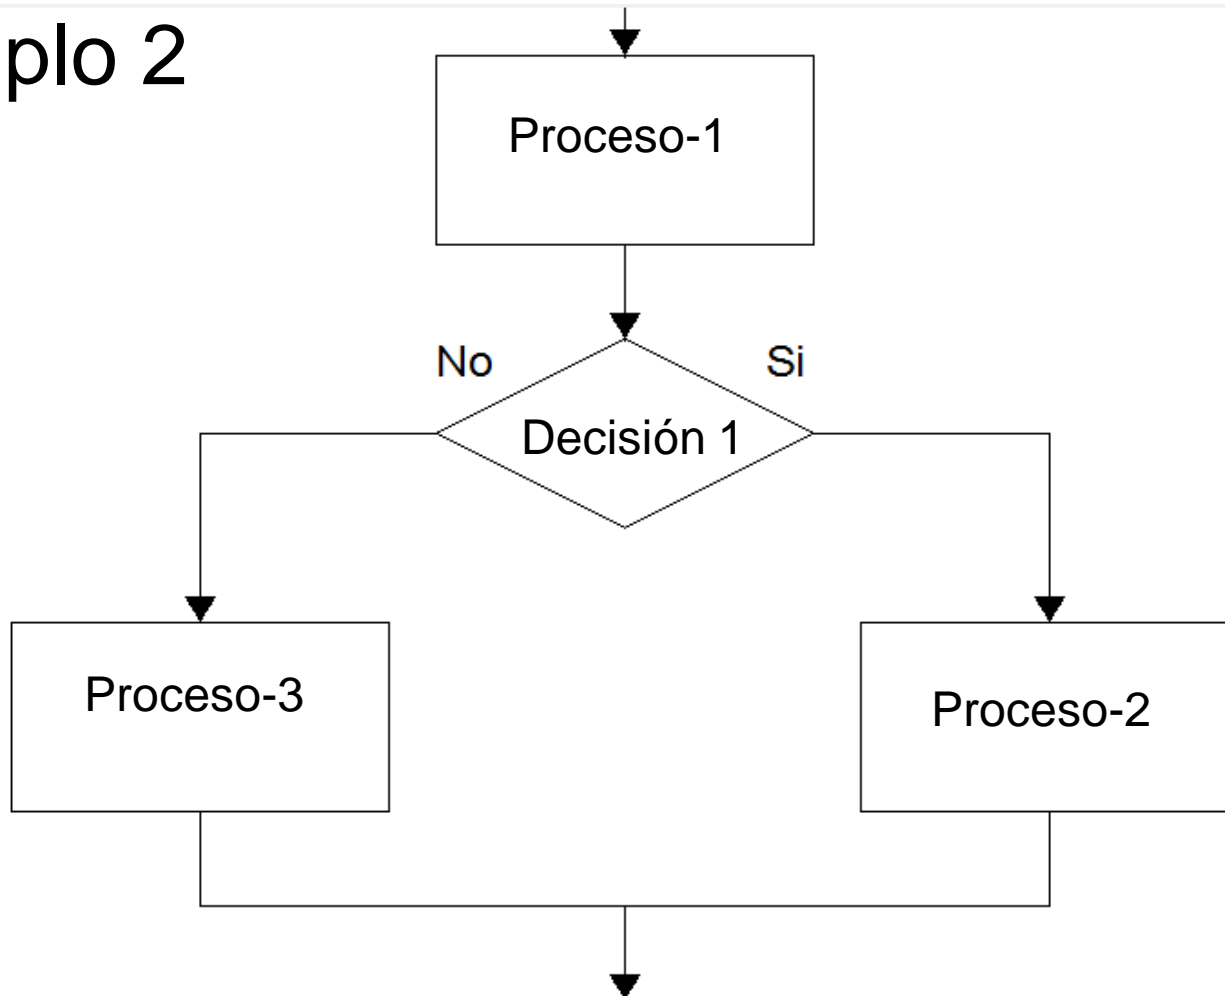 plo 2
Proceso-1
No
Si
Decisión 1
Proceso-3
Proceso-2